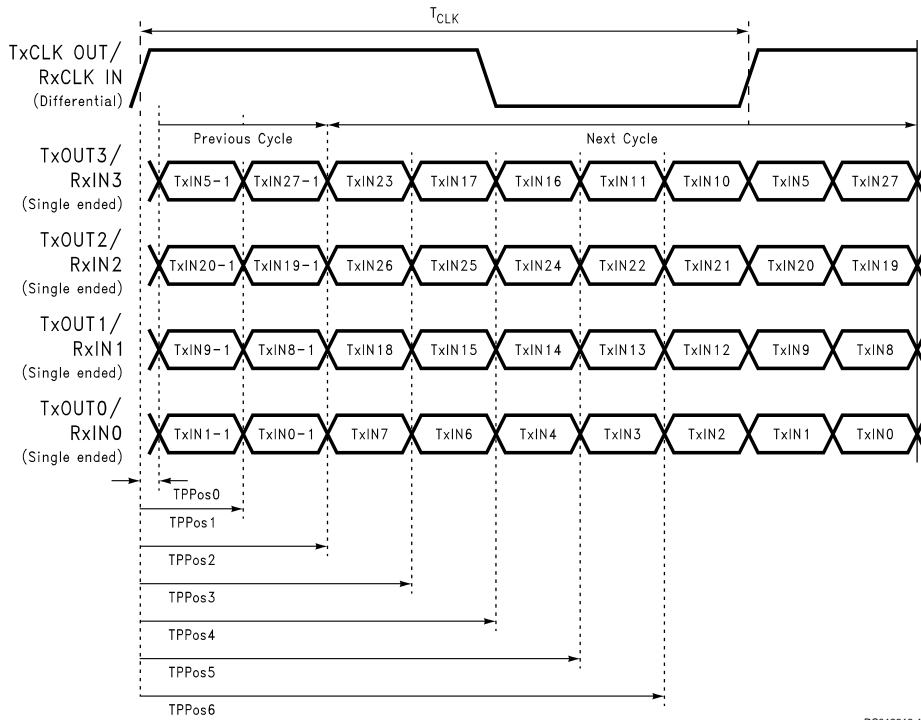 TCLK
TxCLK OUT/
RxCLK IN
(Differential)
Previous Cycle
Next Cycle
TxOUT3/
RxIN3
(Single ended)
TxIN5-1 TxIN27-1 TxIN23 TxIN17 TxIN16 TxIN11 TxIN10 TxIN5 TxIN27
TxOUT2/
RxIN2
(Single ended)
TxIN20-1 TxIN19-1 TxIN26 TxIN25 TxIN24 TxIN22 TxIN21 TxIN20 TxIN19
TxOUT1/
RxIN1
(Single ended)
TxIN9-1 TxIN8-1 TxIN18 TxIN15 TxIN14 TxIN13 TxIN12 TxIN9 TxIN8
TxOUT0/
RxIN0
(Single ended)
TxIN1-1 TxIN0-1 TxIN7 TxIN6 TxIN4 TxIN3 TxIN2 TxIN1 TxIN0
TPPos0
TPPos1
TPPos2
TPPos3
TPPos4
TPPos5
TPPos6